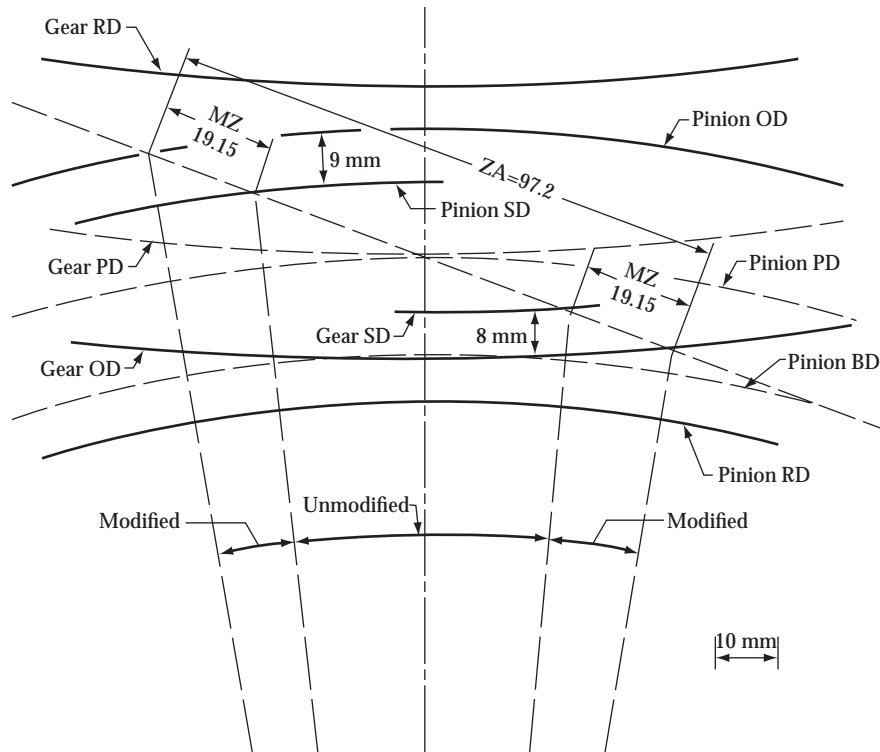 Gear RD
MZ
19.15
Pinion OD
9 mm
ZA=97.2
Pinion SD
Gear PD
MZ
19.15
Pinion PD
Gear SD
8 mm
Gear OD
Pinion BD
Pinion RD
Unmodified
Modified
Modified
10 mm